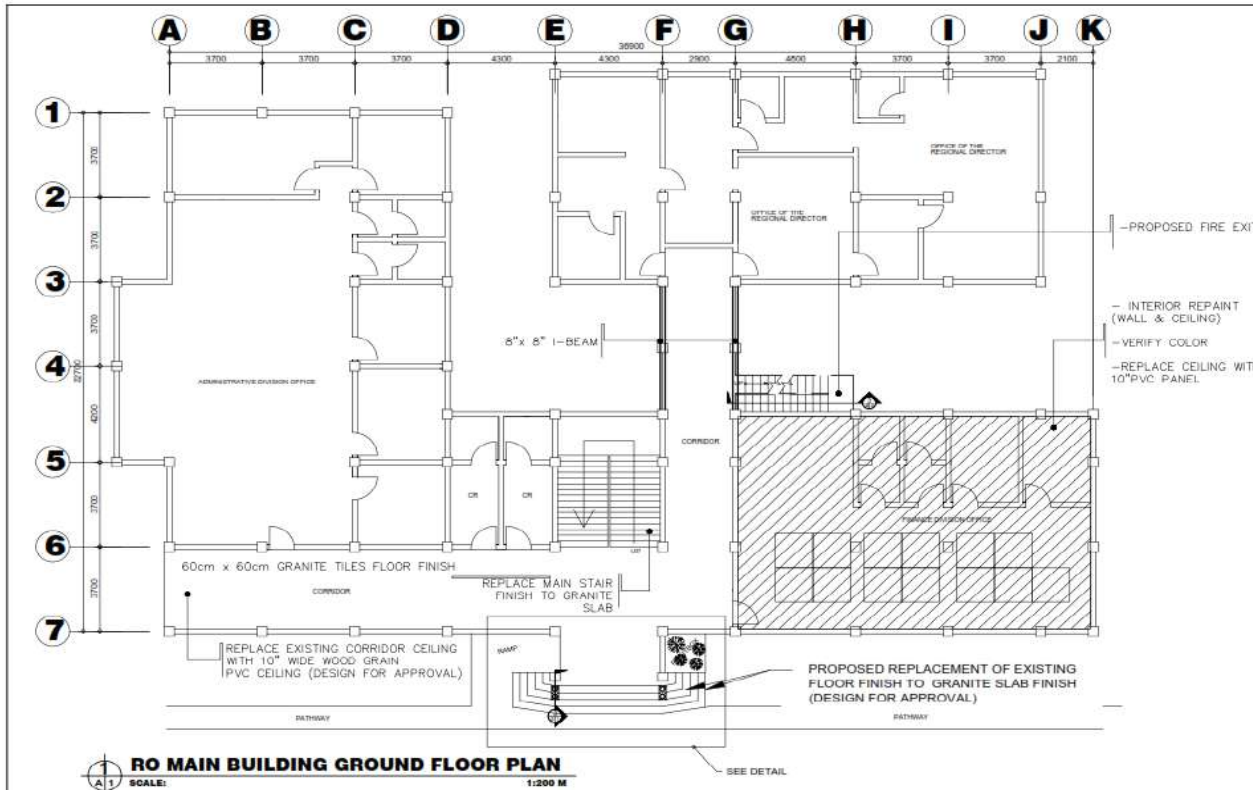 A B C D E F G H I J K
36900
3700 3700 3700 4300 4300 2900 4800 3700 3700 2100
1
2
3
4
5
6
7
3700
3700
3700
4200
3700
3700
22700
OFFICE OF THE
REGIONAL DIRECTOR
OFFICE OF THE
REGIONAL DIRECTOR
-PROPOSED FIRE EXIT
- INTERIOR REPAINT
(WALL & CEILING)
-VERIFY COLOR
-REPLACE CEILING WIT
10"PVC PANEL
8"x 8" I-BEAM
ADMINISTRATIVE DIVISION OFFICE
CORRIDOR
CR CR
FINANCE DIVISION OFFICE
60cm x 60cm GRANITE TILES FLOOR FINISH
CORRIDOR
REPLACE MAIN STAIR
FINISH TO GRANITE
SLAB
REPLACE EXISTING CORRIDOR CEILING
WITH 10" WIDE WOOD GRAIN
PVC CEILING (DESIGN FOR APPROVAL)
RAMP
PROPOSED REPLACEMENT OF EXISTING
FLOOR FINISH TO GRANITE SLAB FINISH
(DESIGN FOR APPROVAL)
PATHWAY
PATHWAY
SEE DETAIL
1
A 1
RO MAIN BUILDING GROUND FLOOR PLAN
SCALE: 1:200 M